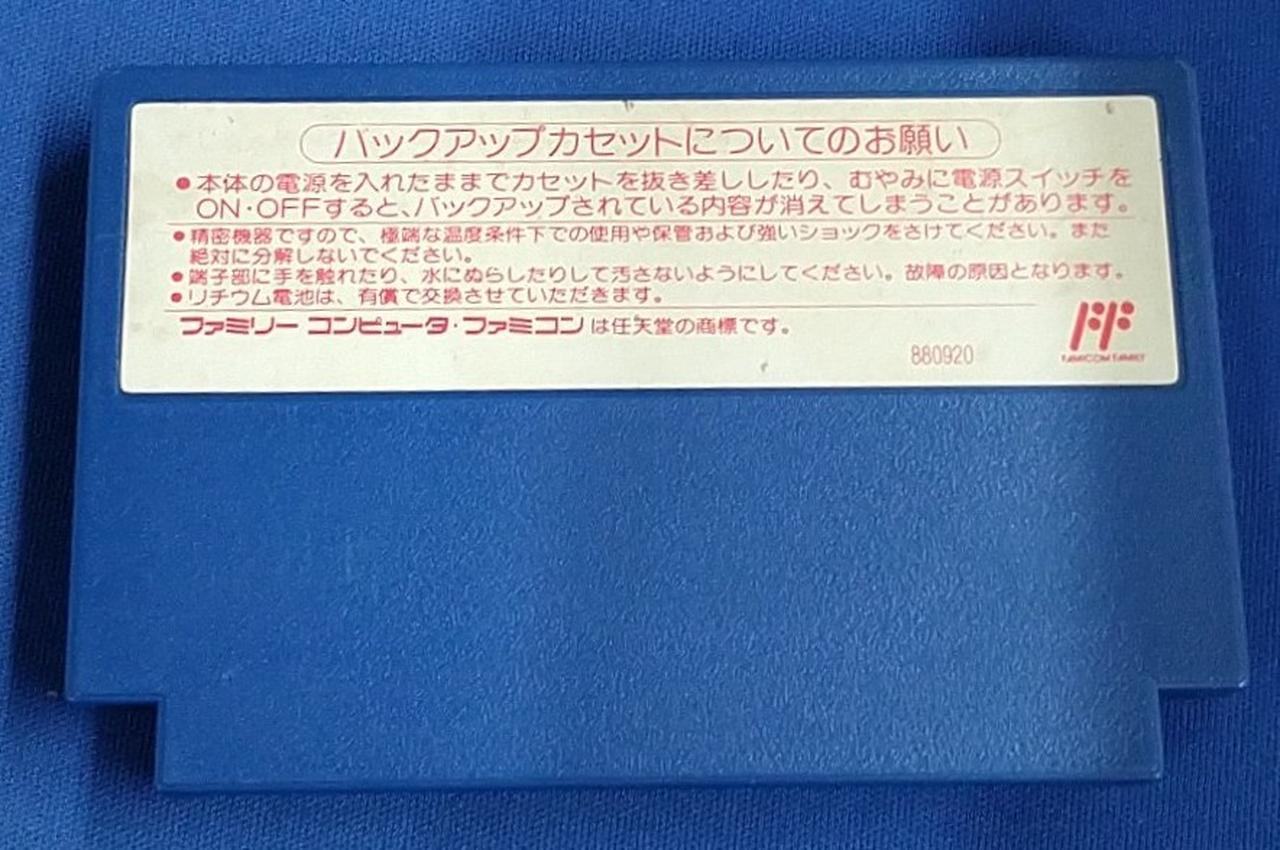 バックアップカセットについてのお願い
●本体の電源を入れたままでカセットを抜き差ししたり、むやみに電源スイッチを
ON・OFFすると、バックアップされている内容が消えてしまうことがあります。
●精密機器ですので、極端な温度条件下での使用や保管および強いショックをさけてください。また
絶対に分解しないでください。
●端子部に手を触れたり、水にぬらしたりして汚さないようにしてください。故障の原因となります。
●リチウム電池は、有償で交換させていただきます。
ファミリー コンピュータ・ファミコンは任天堂の商標です。
880920
FF
FAMICOM FAMILY